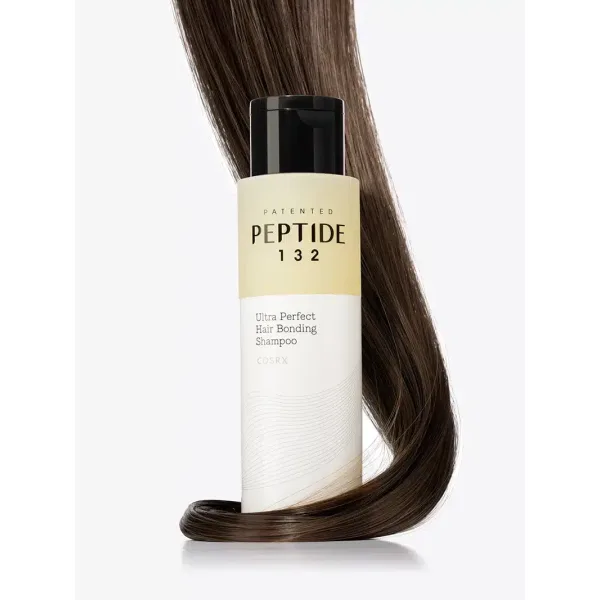 PATENTED
PEPTIDE
132
Ultra Perfect
Hair Bonding
Shampoo
COSRX